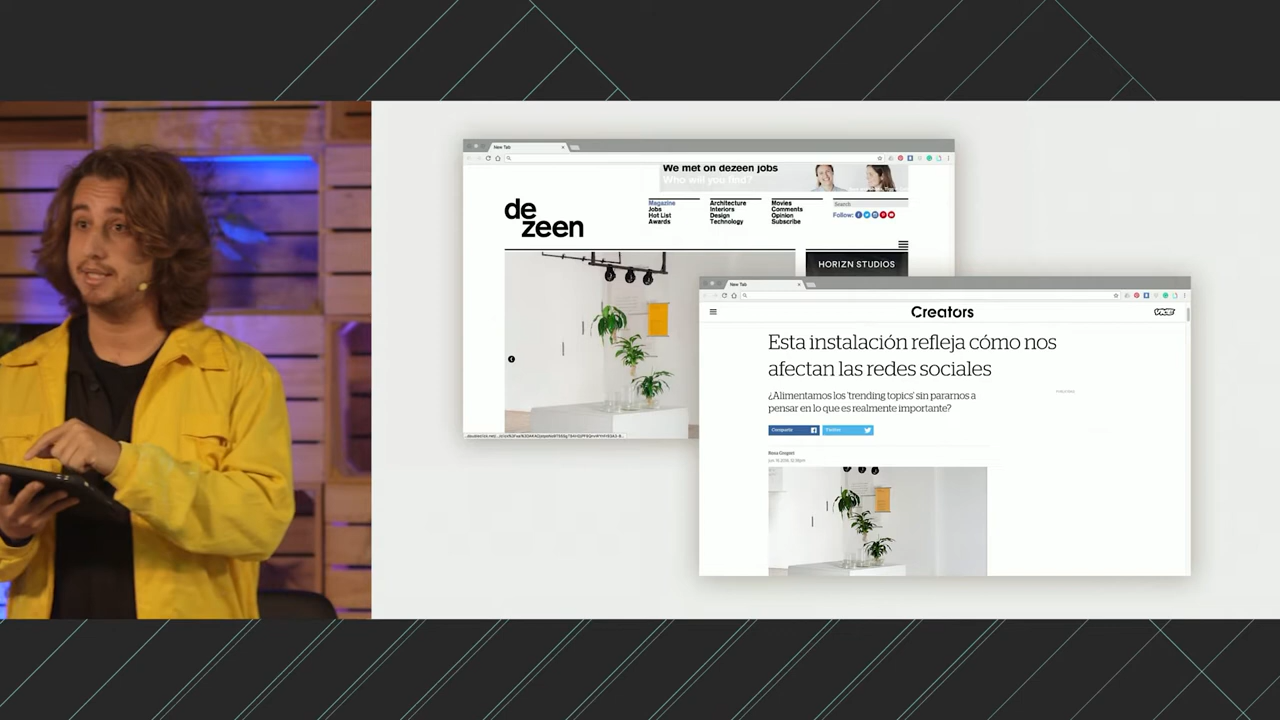 New Tab
We met on dezeen jobs
Who will you find?
de
zeen
Magazine
Jobs
Hot List
Awards
Architecture
Interiors
Design
Technology
Movies
Comments
Opinion
Subscribe
Search
Follow:
HORIZN STUDIOS
New Tab
Creators
VICE
Esta instalación refleja cómo nos
afectan las redes sociales
¿Alimentamos los 'trending topics' sin pararnos a
pensar en lo que es realmente importante?
Compartir
Twittear
PUBLICIDAD